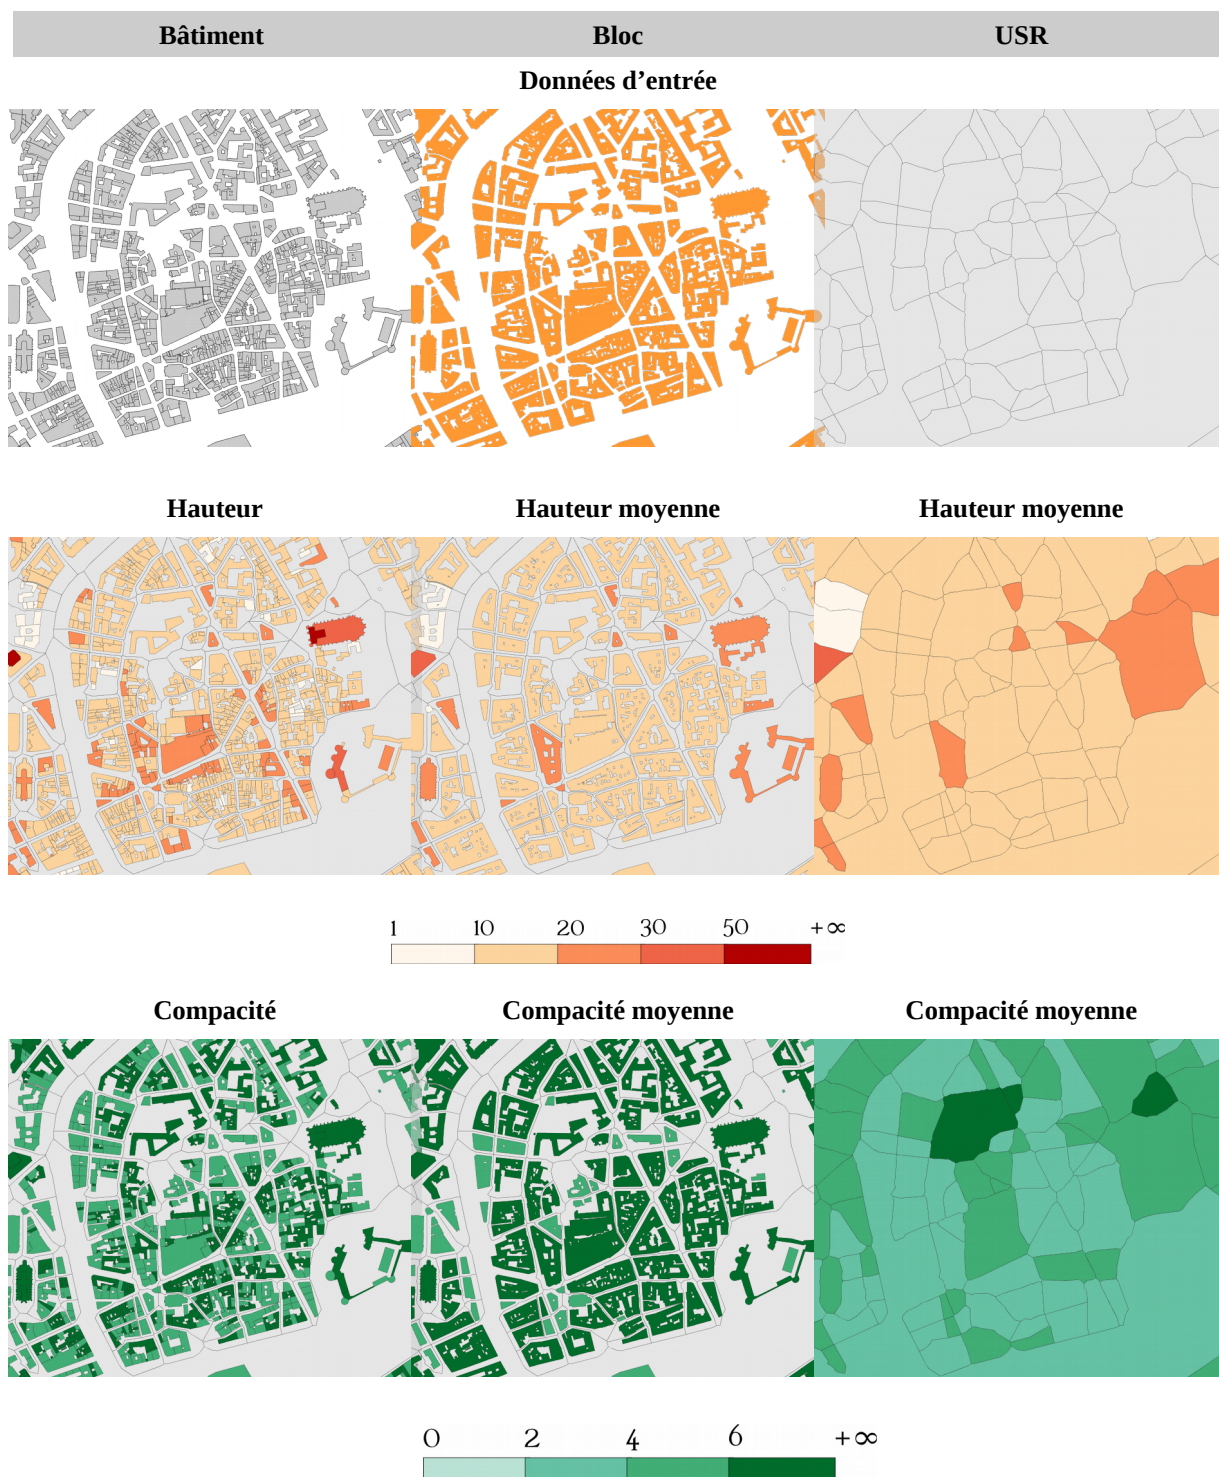 Bâtiment Bloc USR
Données d’entrée
Hauteur Hauteur moyenne Hauteur moyenne
1 10 20 30 50 +∞
Compacité Compacité moyenne Compacité moyenne
0 2 4 6 +∞